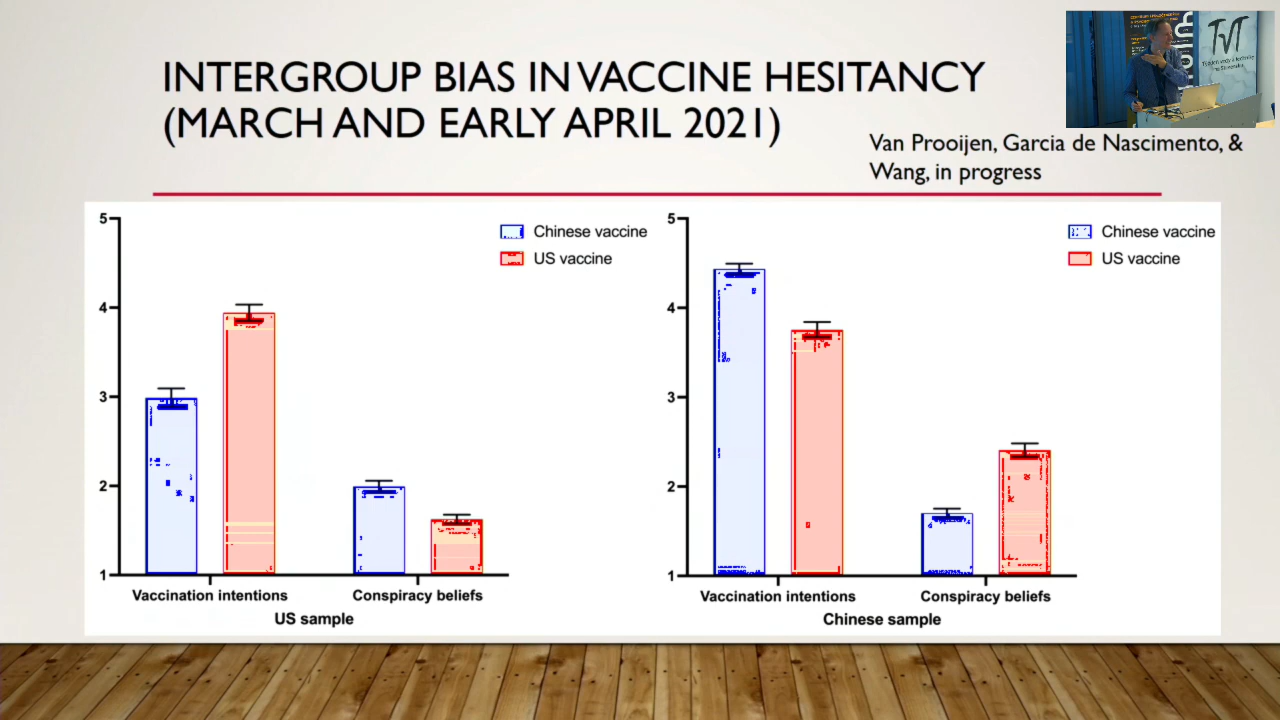 INTERGROUP BIAS IN VACCINE HESITANCY
(MARCH AND EARLY APRIL 2021)
Van Prooijen, Garcia de Nascimento, &
Wang, in progress
TVT
5
4
3
2
1
Chinese vaccine
US vaccine
Vaccination intentions
Conspiracy beliefs
US sample
5
4
3
2
1
Chinese vaccine
US vaccine
Vaccination intentions
Conspiracy beliefs
Chinese sample